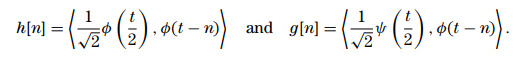 h[n] = ⟨ 1/√2 ϕ(t/2), ϕ(t − n) ⟩ and g[n] = ⟨ 1/√2 ψ(t/2), ϕ(t − n) ⟩.